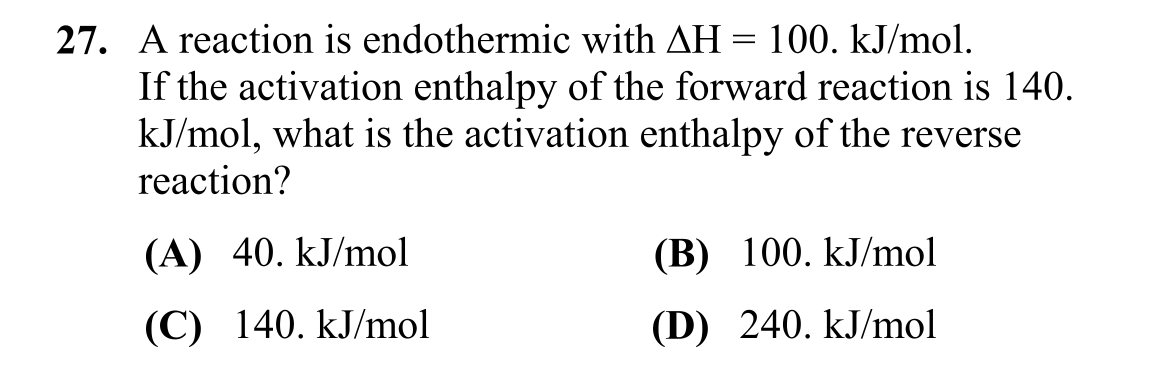 27. A reaction is endothermic with ΔH = 100. kJ/mol.
If the activation enthalpy of the forward reaction is 140.
kJ/mol, what is the activation enthalpy of the reverse
reaction?
(A) 40. kJ/mol (B) 100. kJ/mol
(C) 140. kJ/mol (D) 240. kJ/mol